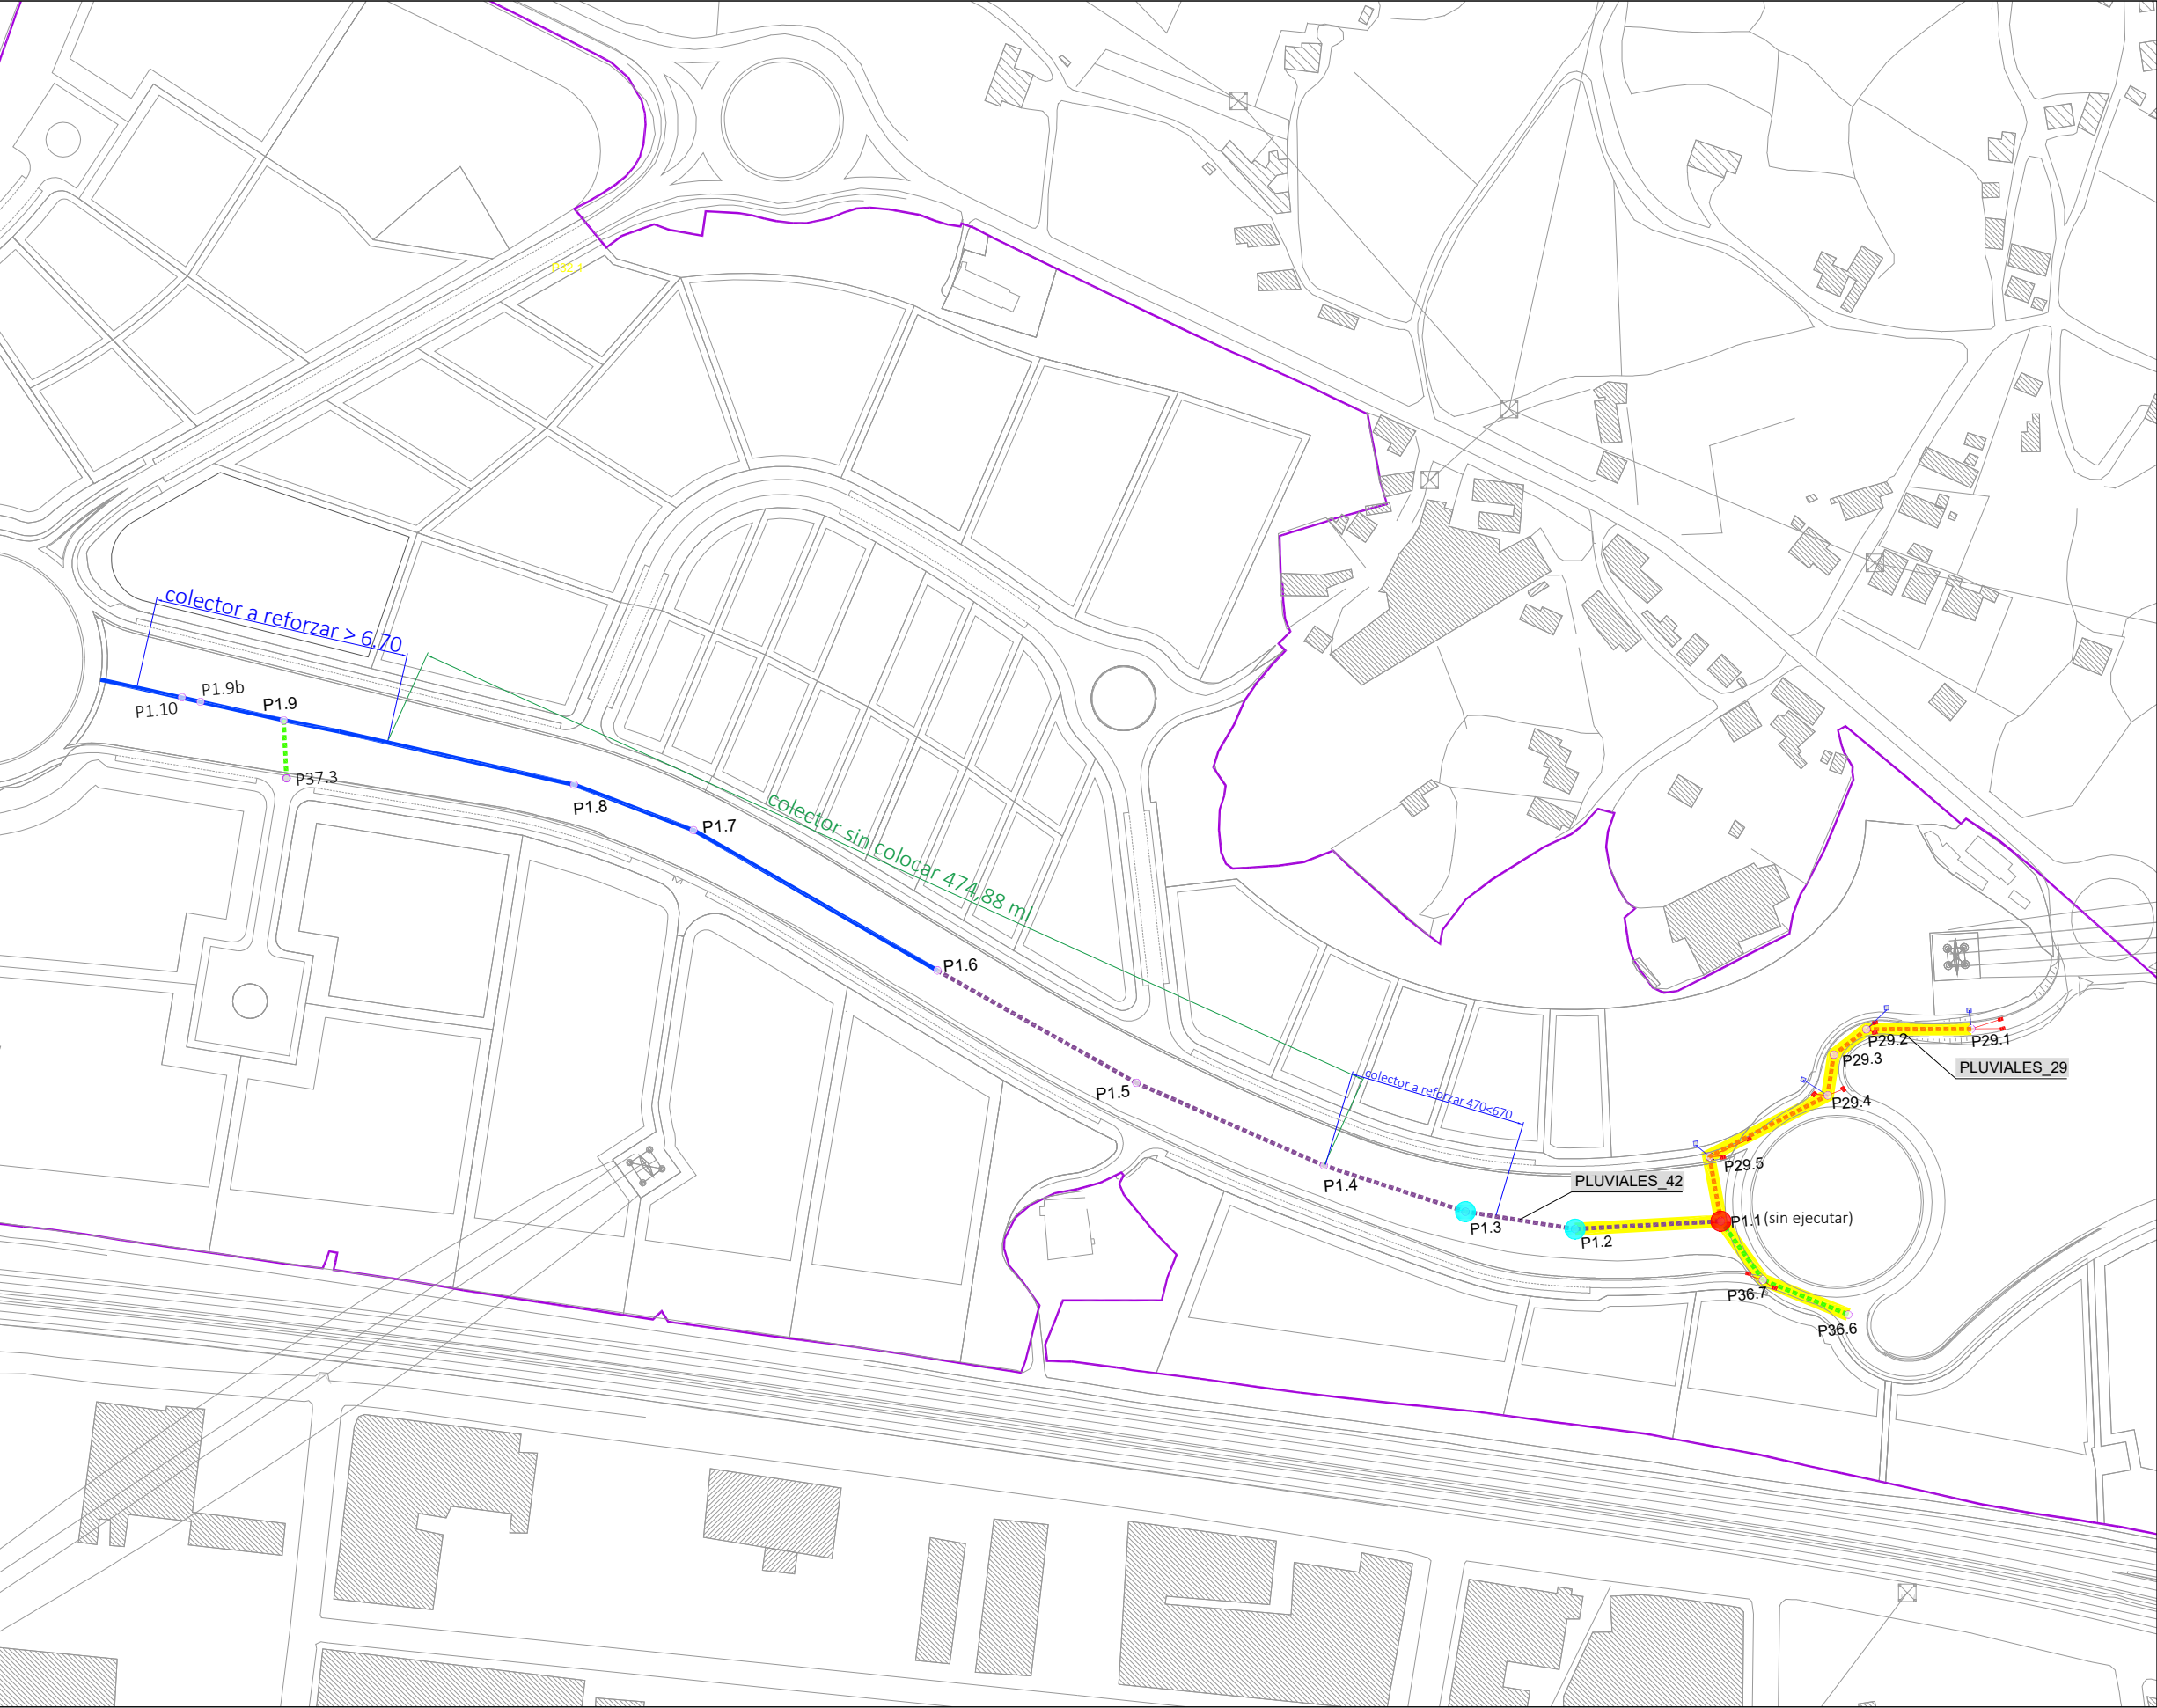 colector a reforzar > 6.70
P1.9b
P1.10
P1.9
P37.3
P1.8
P1.7
colector sin colocar 474,88 ml
P1.6
P1.5
colector a reforzar 470<670
P1.4
PLUVIALES_42
P1.3
P1.2
P1.1 (sin ejecutar)
P29.2
P29.1
P29.3
PLUVIALES_29
P29.4
P29.5
P36.7
P36.6